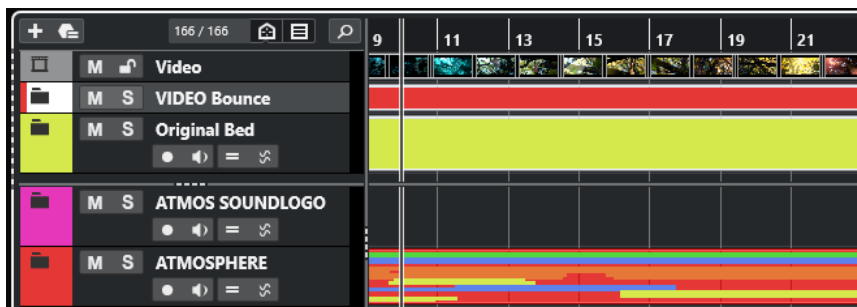 166 / 166
9 11 13 15 17 19 21
M Video
M S VIDEO Bounce
M S Original Bed
M S ATMOS SOUNDLOGO
M S ATMOSPHERE